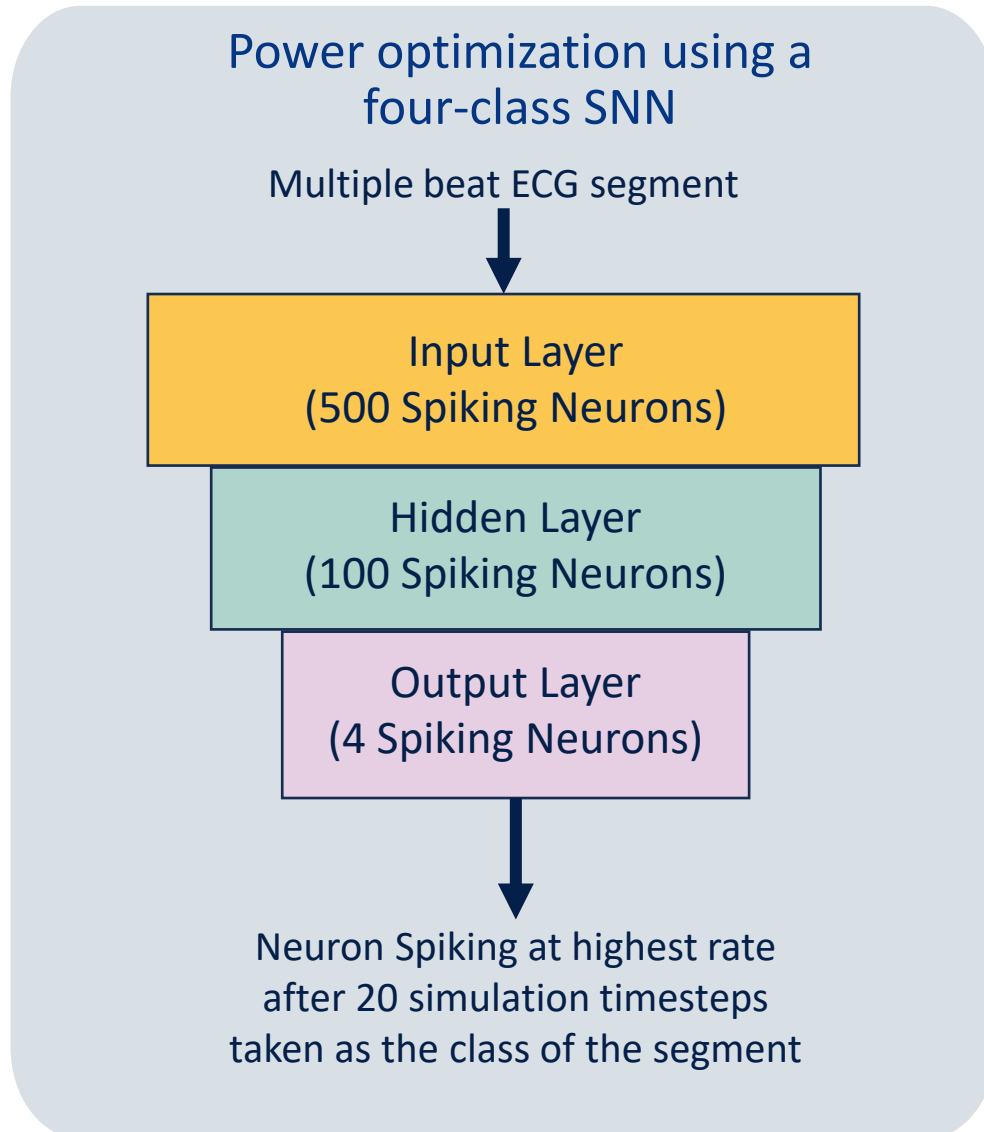 Power optimization using a
four-class SNN
Multiple beat ECG segment
Input Layer
(500 Spiking Neurons)
Hidden Layer
(100 Spiking Neurons)
Output Layer
(4 Spiking Neurons)
Neuron Spiking at highest rate
after 20 simulation timesteps
taken as the class of the segment